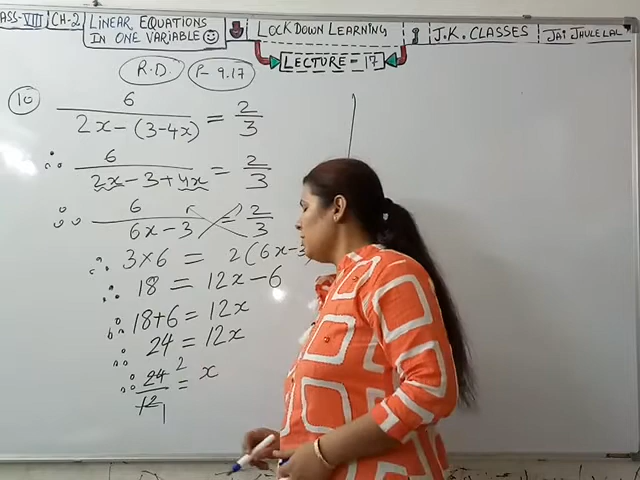 ASS-VIII CH-2 LINEAR EQUATIONS IN ONE VARIABLE LOCKDOWN LEARNING J.K. CLASSES JAI JHULELAL
LECTURE - 17
R.D. P-9.17
10 6/(2x-(3-4x)) = 2/3
∴ 6/(2x-3+4x) = 2/3
∴ 6/(6x-3) = 2/3
∴ 3×6 = 2(6x-3
∴ 18 = 12x-6
∴ 18+6 = 12x
∴ 24 = 12x
∴ 24/12 2/1 = x